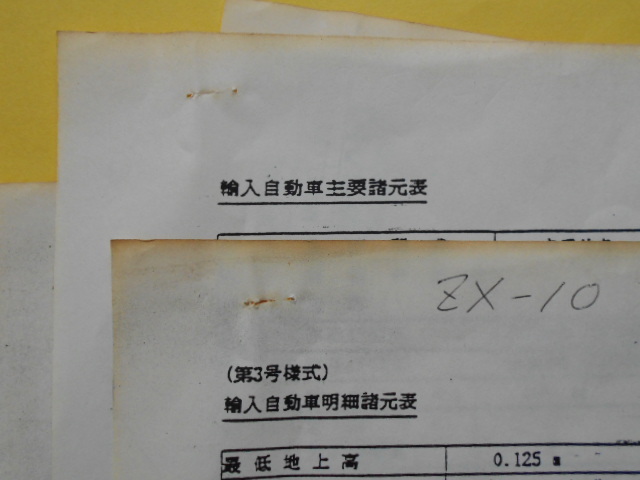 輸入自動車主要諸元表
ZX-10
(第3号様式)
輸入自動車明細諸元表
最低地上高 0.125 m